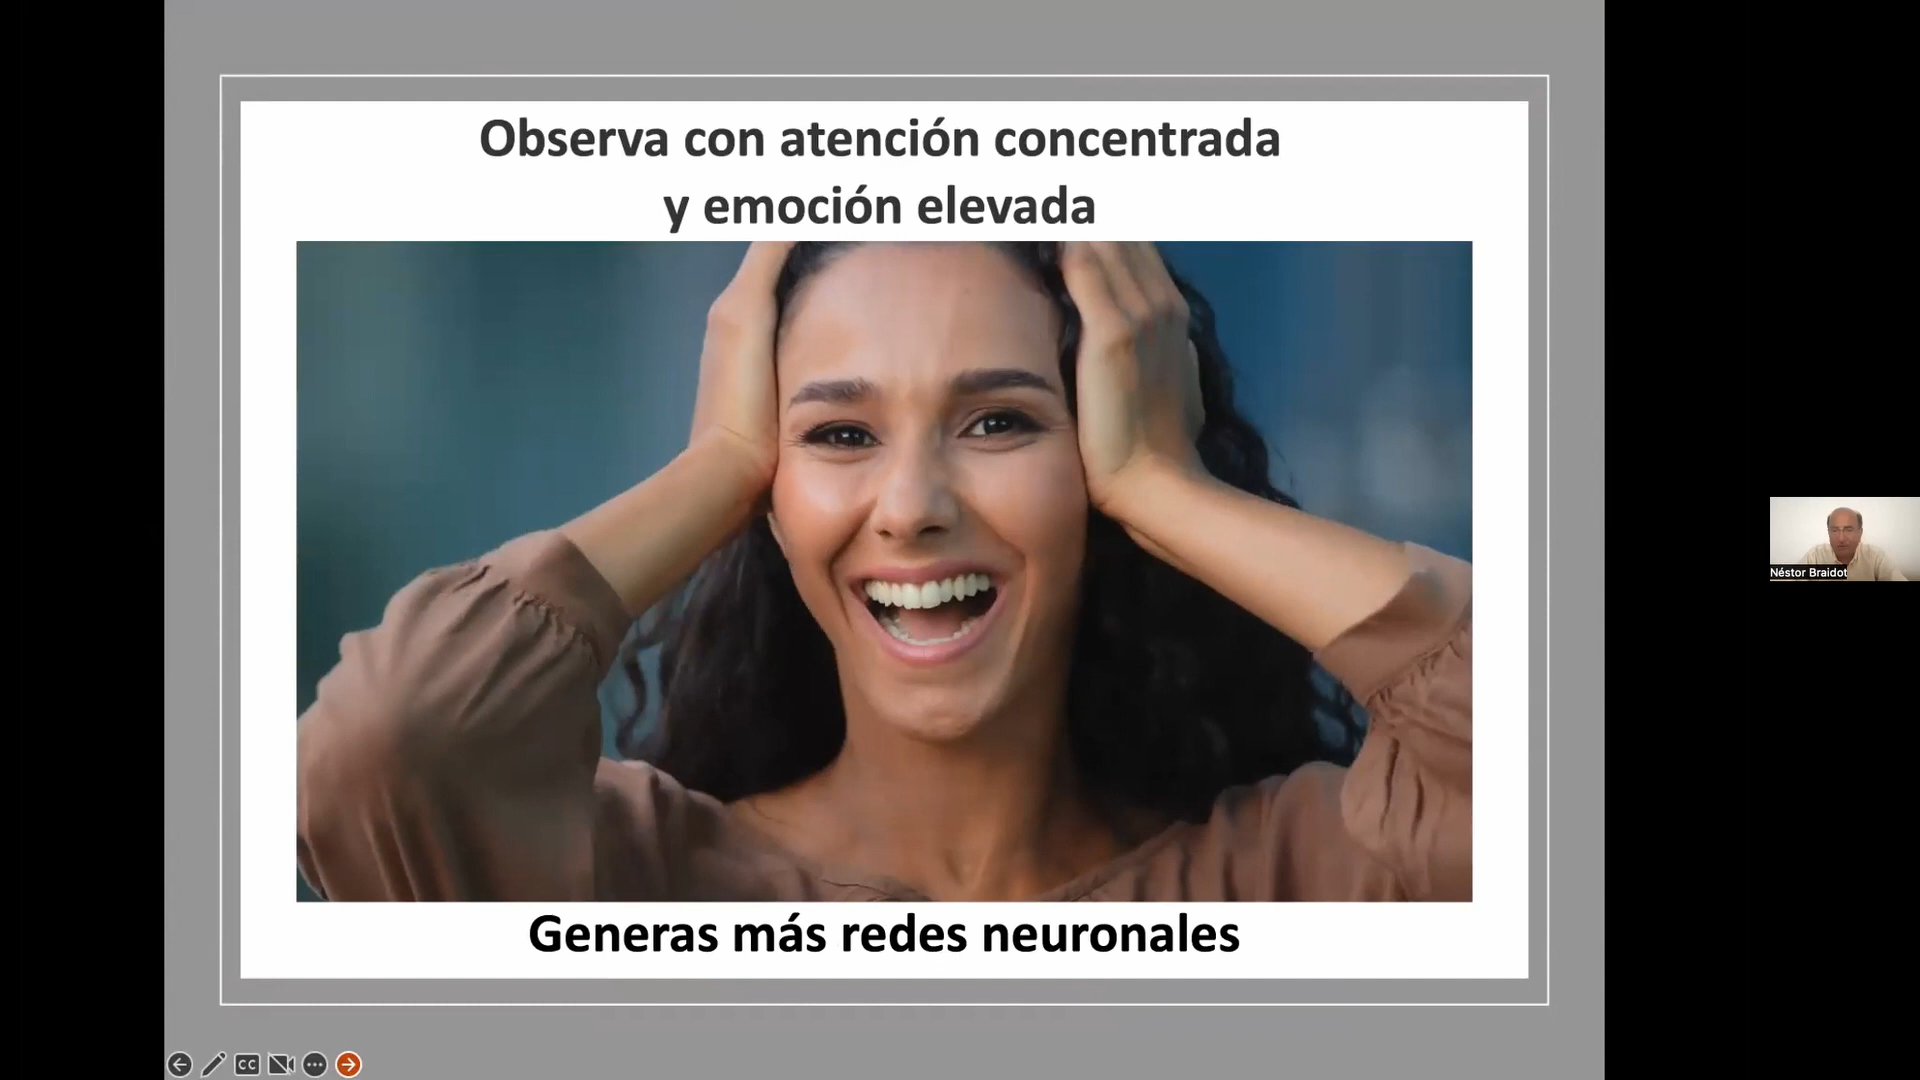 Observa con atención concentrada
y emoción elevada
Generas más redes neuronales
Néstor Braidot
CC